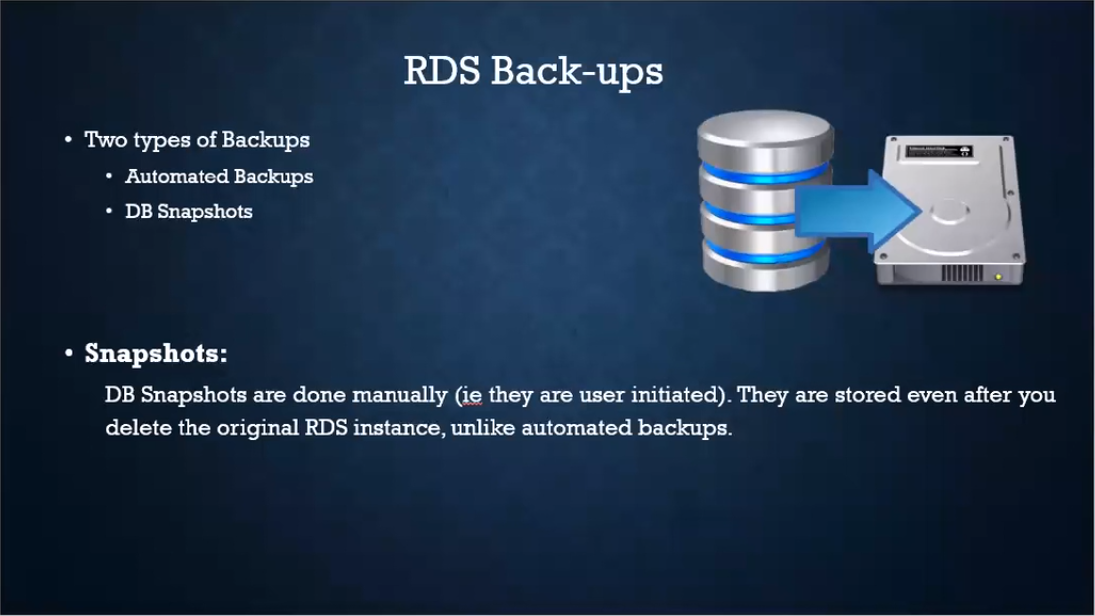 RDS Back-ups
• Two types of Backups
• Automated Backups
• DB Snapshots
• Snapshots:
DB Snapshots are done manually (ie they are user initiated). They are stored even after you
delete the original RDS instance, unlike automated backups.